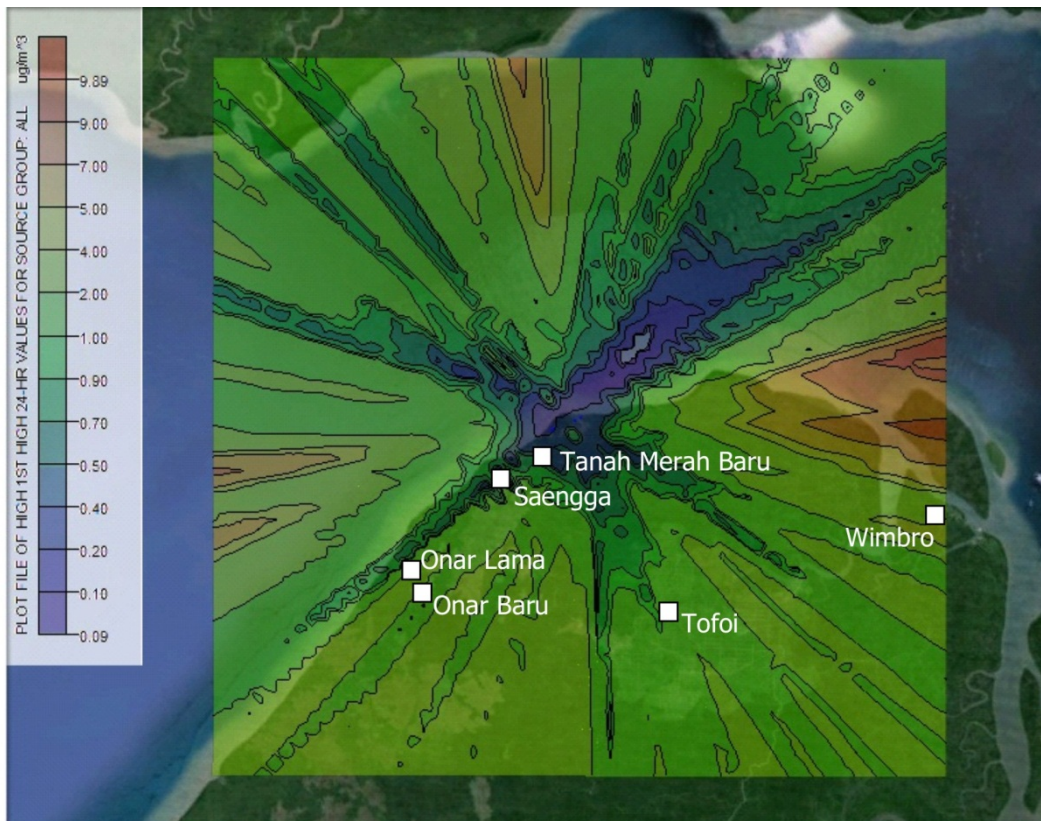 PLOT FILE OF HIGH 1ST HIGH 24-HR VALUES FOR SOURCE GROUP: ALL ug/m^3
9.89
9.00
7.00
5.00
4.00
2.00
1.00
0.90
0.70
0.50
0.40
0.20
0.10
0.09
Tanah Merah Baru
Saengga
Wimbro
Onar Lama
Onar Baru
Tofoi